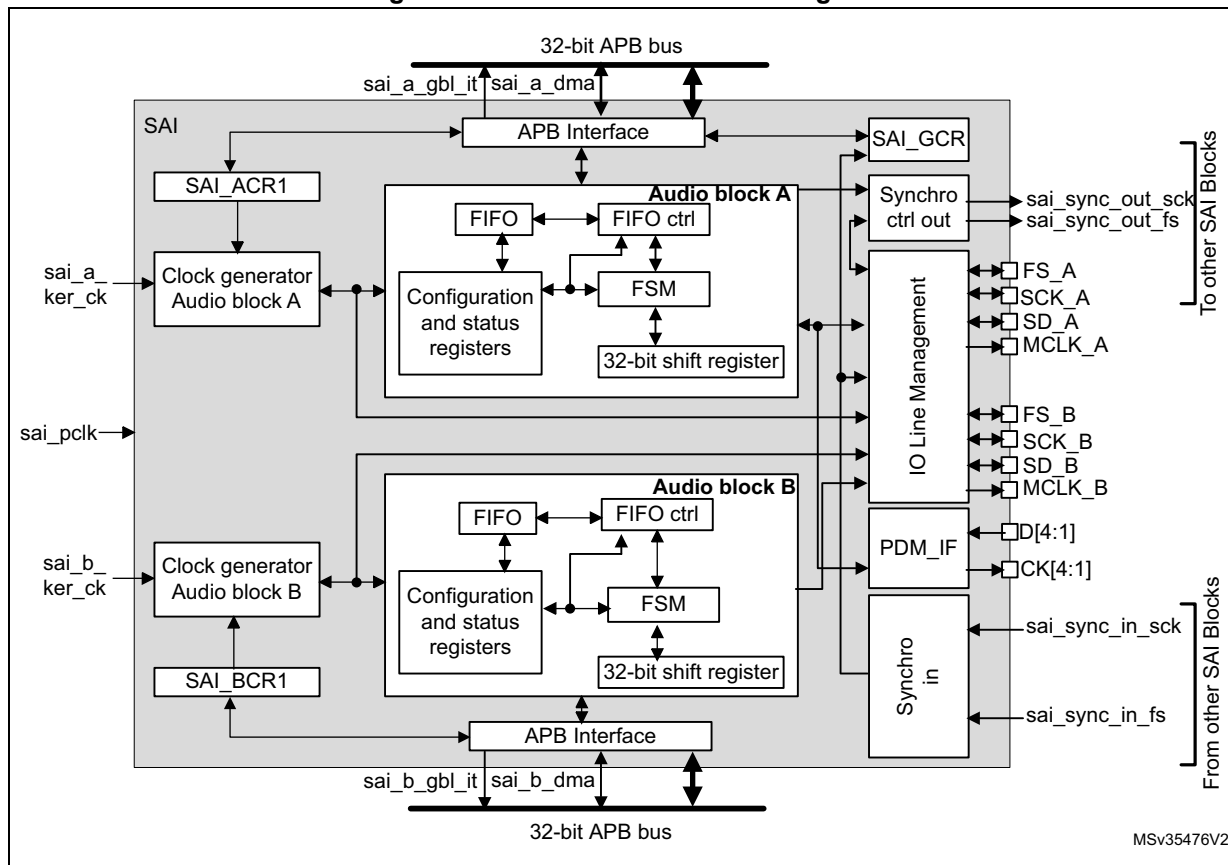 32-bit APB bus
sai_a_gbl_it
sai_a_dma
SAI
APB Interface
SAI_GCR
SAI_ACR1
Audio block A
FIFO
FIFO ctrl
Synchro
ctrl out
sai_sync_out_sck
sai_sync_out_fs
To other SAI Blocks
sai_a_
ker_ck
Clock generator
Audio block A
Configuration
and status
registers
FSM
32-bit shift register
IO Line Management
FS_A
SCK_A
SD_A
MCLK_A
sai_pclk
FS_B
SCK_B
SD_B
MCLK_B
Audio block B
FIFO
FIFO ctrl
PDM_IF
D[4:1]
CK[4:1]
sai_b_
ker_ck
Clock generator
Audio block B
Configuration
and status
registers
FSM
32-bit shift register
SAI_BCR1
Synchro
in
sai_sync_in_sck
sai_sync_in_fs
From other SAI Blocks
APB Interface
sai_b_gbl_it
sai_b_dma
32-bit APB bus
MSv35476V2